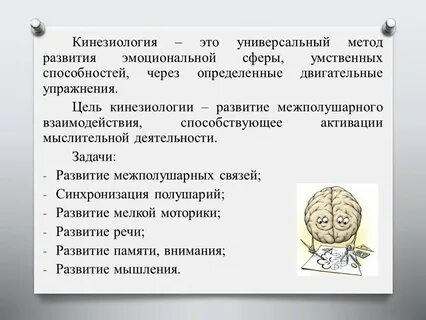 Кинезиология – это универсальный метод
развития эмоциональной сферы, умственных
способностей, через определенные двигательные
упражнения.
Цель кинезиологии – развитие межполушарного
взаимодействия, способствующее активации
мыслительной деятельности.
Задачи:
- Развитие межполушарных связей;
- Синхронизация полушарий;
- Развитие мелкой моторики;
- Развитие речи;
- Развитие памяти, внимания;
- Развитие мышления.